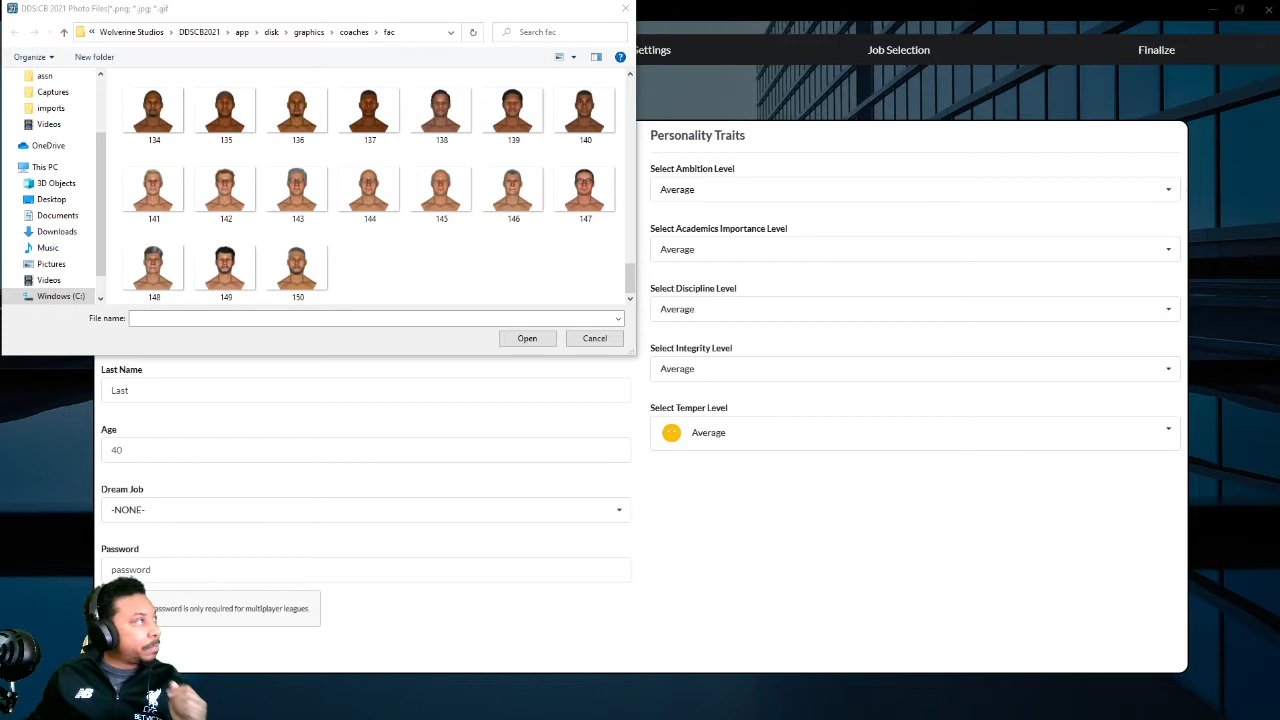 DDS:CB 2021 Photo Files|*.png; *.jpg; *.gif
Wolverine Studios
DDSCB2021
app
disk
graphics
coaches
fac
Search fac
Organize
New folder
assn
Captures
imports
Videos
OneDrive
This PC
3D Objects
Desktop
Documents
Downloads
Music
Pictures
Videos
Windows (C:)
134 135 136 137 138 139 140
141 142 143 144 145 146 147
148 149 150
File name:
Open Cancel
Settings
Job Selection
Finalize
Last Name
Last
Age
40
Dream Job
-NONE-
Password
password
password is only required for multiplayer leagues.
Personality Traits
Select Ambition Level
Average
Select Academics Importance Level
Average
Select Discipline Level
Average
Select Integrity Level
Average
Select Temper Level
Average